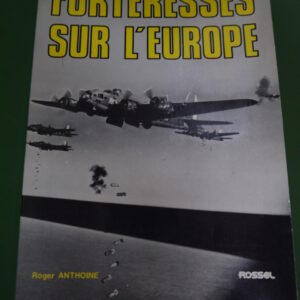 FORTERESSES
SUR L'EUROPE
Roger ANTHOINE
ROSSEL